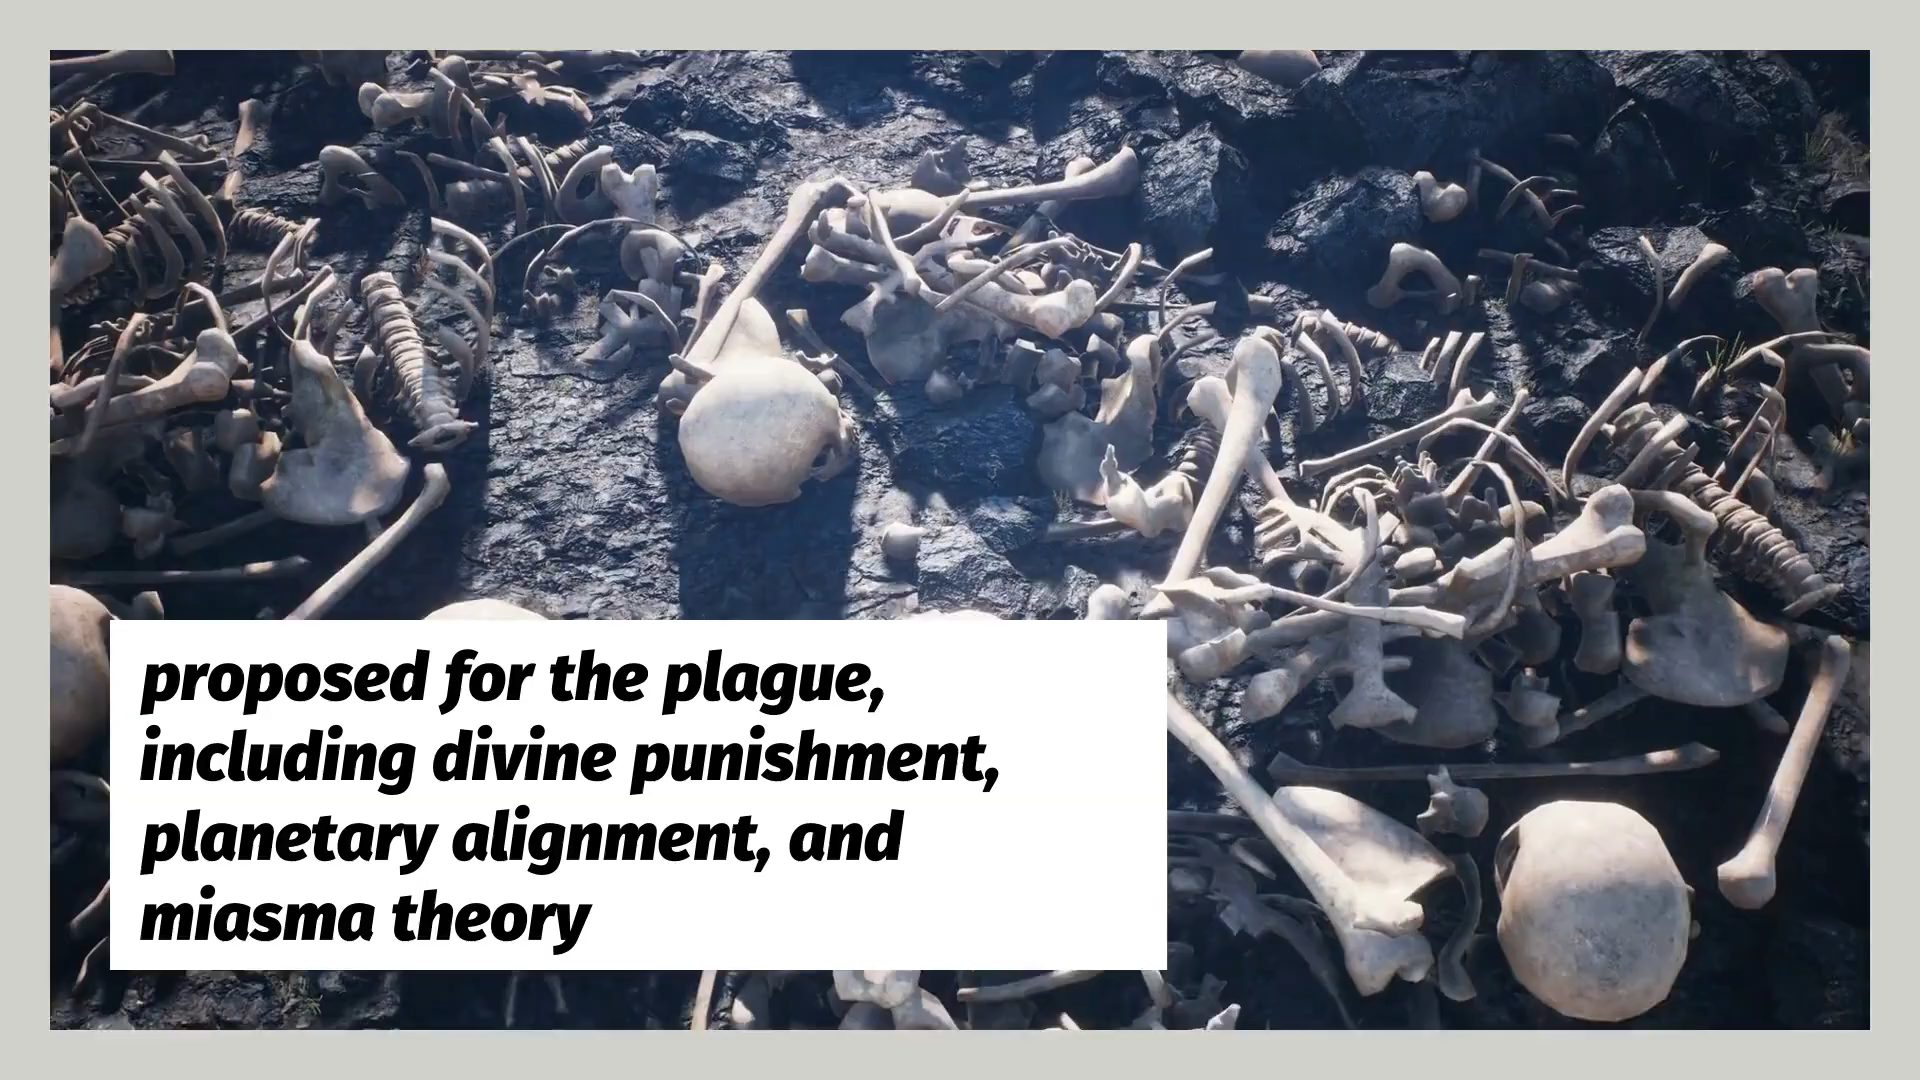 proposed for the plague,
including divine punishment,
planetary alignment, and
miasma theory